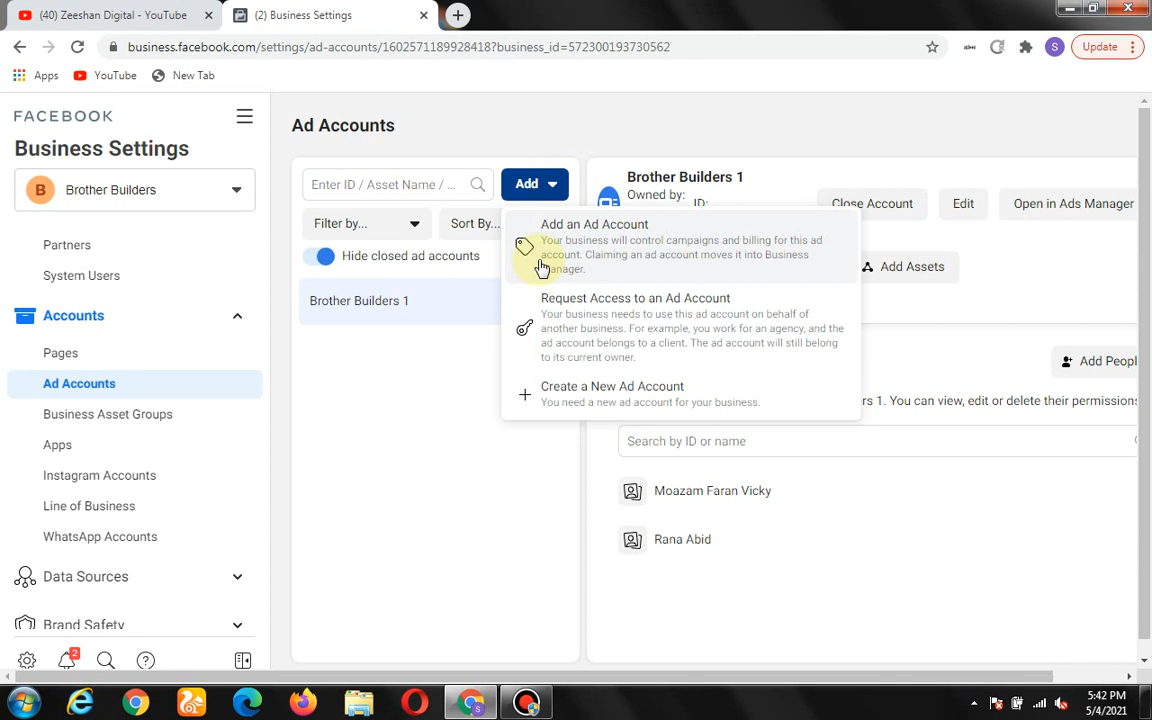 (40) Zeeshan Digital - YouTube
(2) Business Settings
business.facebook.com/settings/ad-accounts/1602571189928418?business_id=572300193730562
S
Update
Apps
YouTube
New Tab
FACEBOOK
Business Settings
B
Brother Builders
Partners
System Users
Accounts
Pages
Ad Accounts
Business Asset Groups
Apps
Instagram Accounts
Line of Business
WhatsApp Accounts
Data Sources
Brand Safety
2
Ad Accounts
Enter ID / Asset Name / ...
Add
Filter by...
Sort By...
Hide closed ad accounts
Brother Builders 1
Add an Ad Account
Your business will control campaigns and billing for this ad
account. Claiming an ad account moves it into Business
Request Access to an Ad Account
Your business needs to use this ad account on behalf of
another business. For example, you work for an agency, and the
ad account belongs to a client. The ad account will still belong
to its current owner.
Create a New Ad Account
You need a new ad account for your business.
Brother Builders 1
Owned by:
ID:
Close Account
Edit
Open in Ads Manager
Add Assets
Add Peopl
rs 1. You can view, edit or delete their permissions
Search by ID or name
Moazam Faran Vicky
Rana Abid
S
5:42 PM
5/4/2021